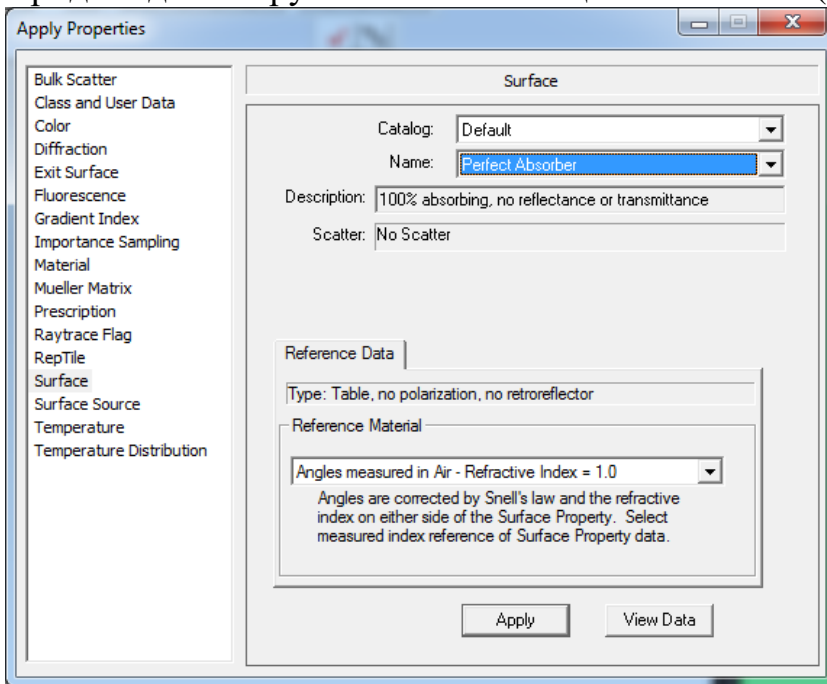 Apply Properties
Bulk Scatter
Class and User Data
Color
Diffraction
Exit Surface
Fluorescence
Gradient Index
Importance Sampling
Material
Mueller Matrix
Prescription
Raytrace Flag
RepTile
Surface
Surface Source
Temperature
Temperature Distribution
Surface
Catalog: Default
Name: Perfect Absorber
Description: 100% absorbing, no reflectance or transmittance
Scatter: No Scatter
Reference Data
Type: Table, no polarization, no retroreflector
Reference Material
Angles measured in Air - Refractive Index = 1.0
Angles are corrected by Snell's law and the refractive
index on either side of the Surface Property. Select
measured index reference of Surface Property data.
Apply
View Data